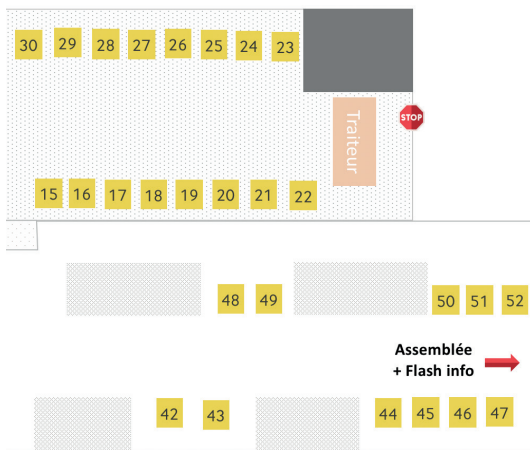 30 29 28 27 26 25 24 23
STOP
Traiteur
15 16 17 18 19 20 21 22
48 49 50 51 52
Assemblée
+ Flash info
42 43 44 45 46 47